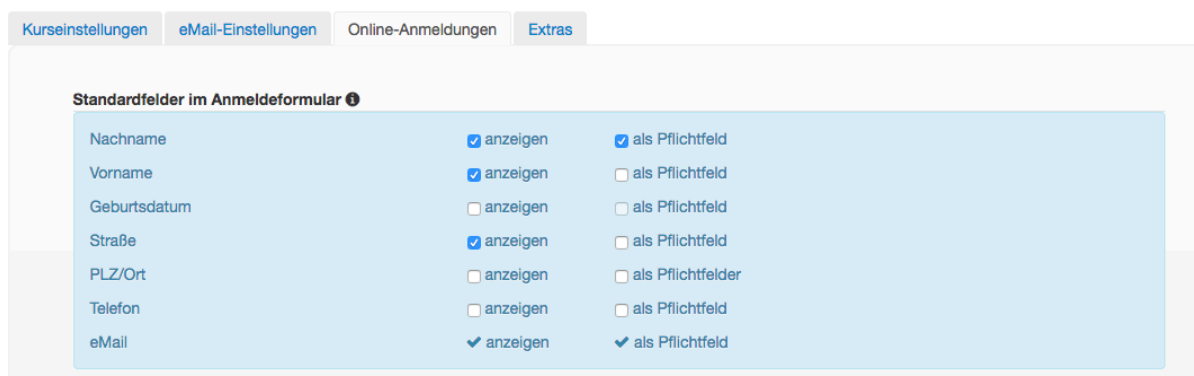 Kurseinstellungen eMail-Einstellungen Online-Anmeldungen Extras
Standardfelder im Anmeldeformular
Nachname anzeigen als Pflichtfeld
Vorname anzeigen als Pflichtfeld
Geburtsdatum anzeigen als Pflichtfeld
Straße anzeigen als Pflichtfeld
PLZ/Ort anzeigen als Pflichtfelder
Telefon anzeigen als Pflichtfeld
eMail anzeigen als Pflichtfeld